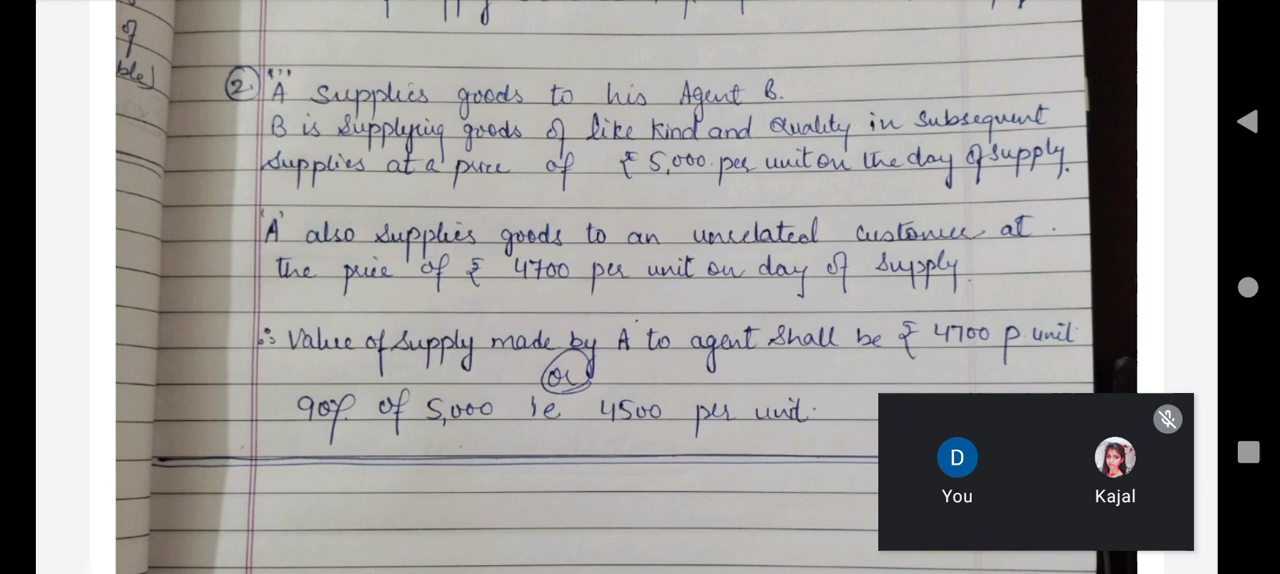 of
ble)
② 'A' Supplies goods to his Agent B.
B is Supplying goods of like kind and Quality in subsequent
Supplies at a price of ₹ 5,000 per unit on the day of supply.
'A' also supplies goods to an unrelated customer at
the price of ₹ 4700 per unit on day of supply.
∴ Value of supply made by A to agent shall be ₹ 4700 p. unit
or
90% of 5,000 ie 4500 per unit.
D
You
Kajal